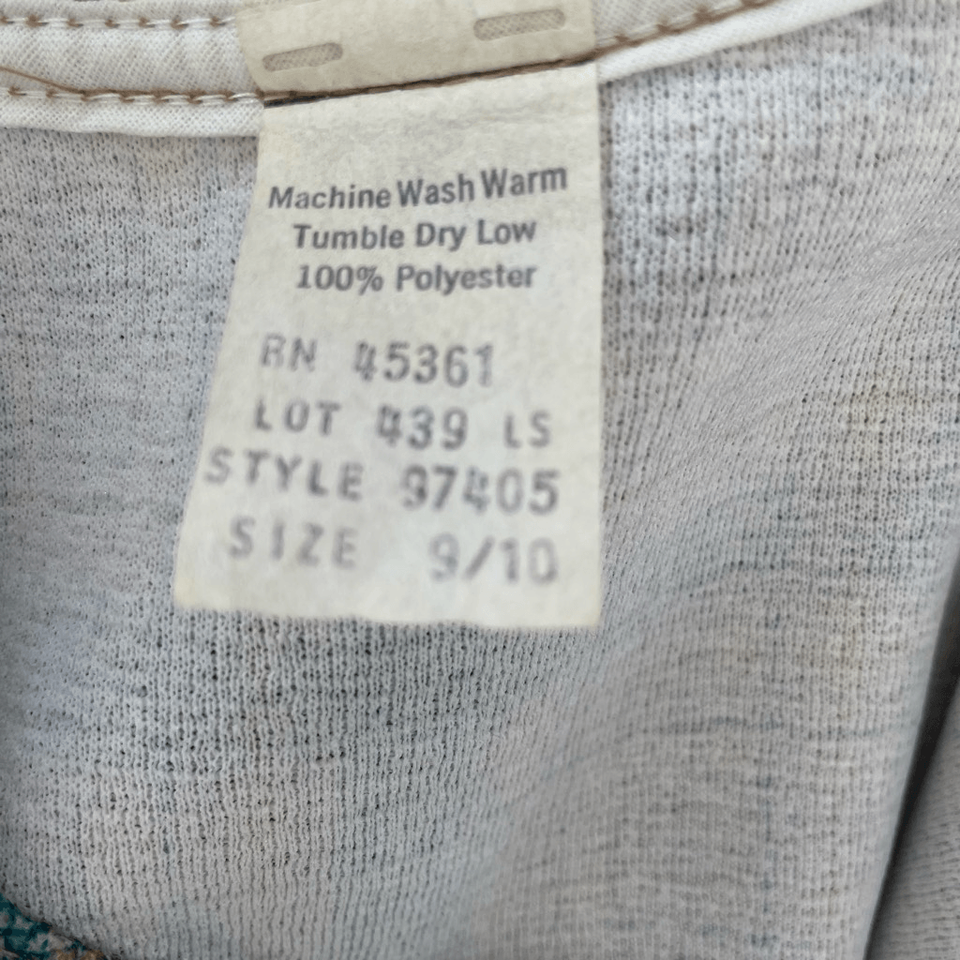 Machine Wash Warm
Tumble Dry Low
100% Polyester
RN 45361
LOT 439 LS
STYLE 97405
SIZE 9/10